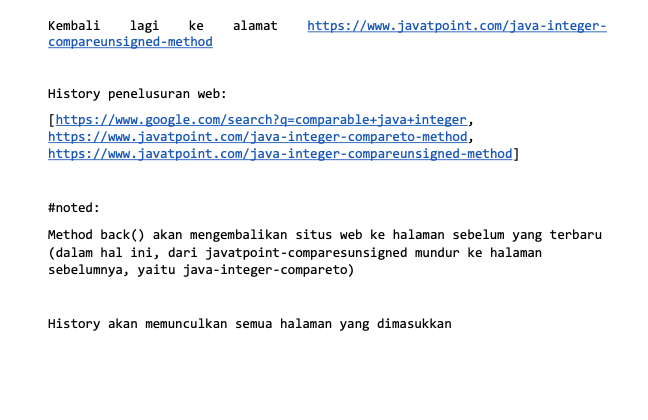 Kembali lagi ke alamat https://www.javatpoint.com/java-integer-
compareunsigned-method
History penelusuran web:
[https://www.google.com/search?q=comparable+java+integer,
https://www.javatpoint.com/java-integer-compareto-method,
https://www.javatpoint.com/java-integer-compareunsigned-method]
#noted:
Method back() akan mengembalikan situs web ke halaman sebelum yang terbaru
(dalam hal ini, dari javatpoint-comparesunsigned mundur ke halaman
sebelumnya, yaitu java-integer-compareto)
History akan memunculkan semua halaman yang dimasukkan